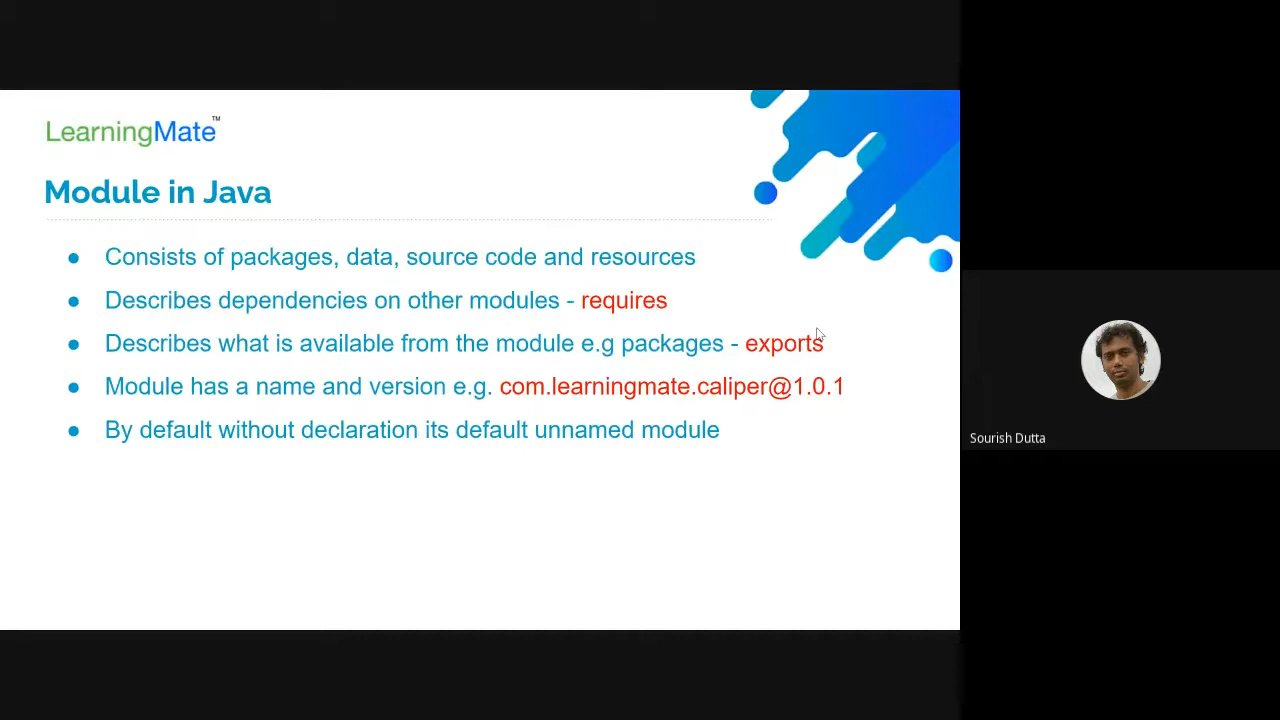 LearningMate™
Module in Java
● Consists of packages, data, source code and resources
● Describes dependencies on other modules - requires
● Describes what is available from the module e.g packages - exports
● Module has a name and version e.g. com.learningmate.caliper@1.0.1
● By default without declaration its default unnamed module
Sourish Dutta